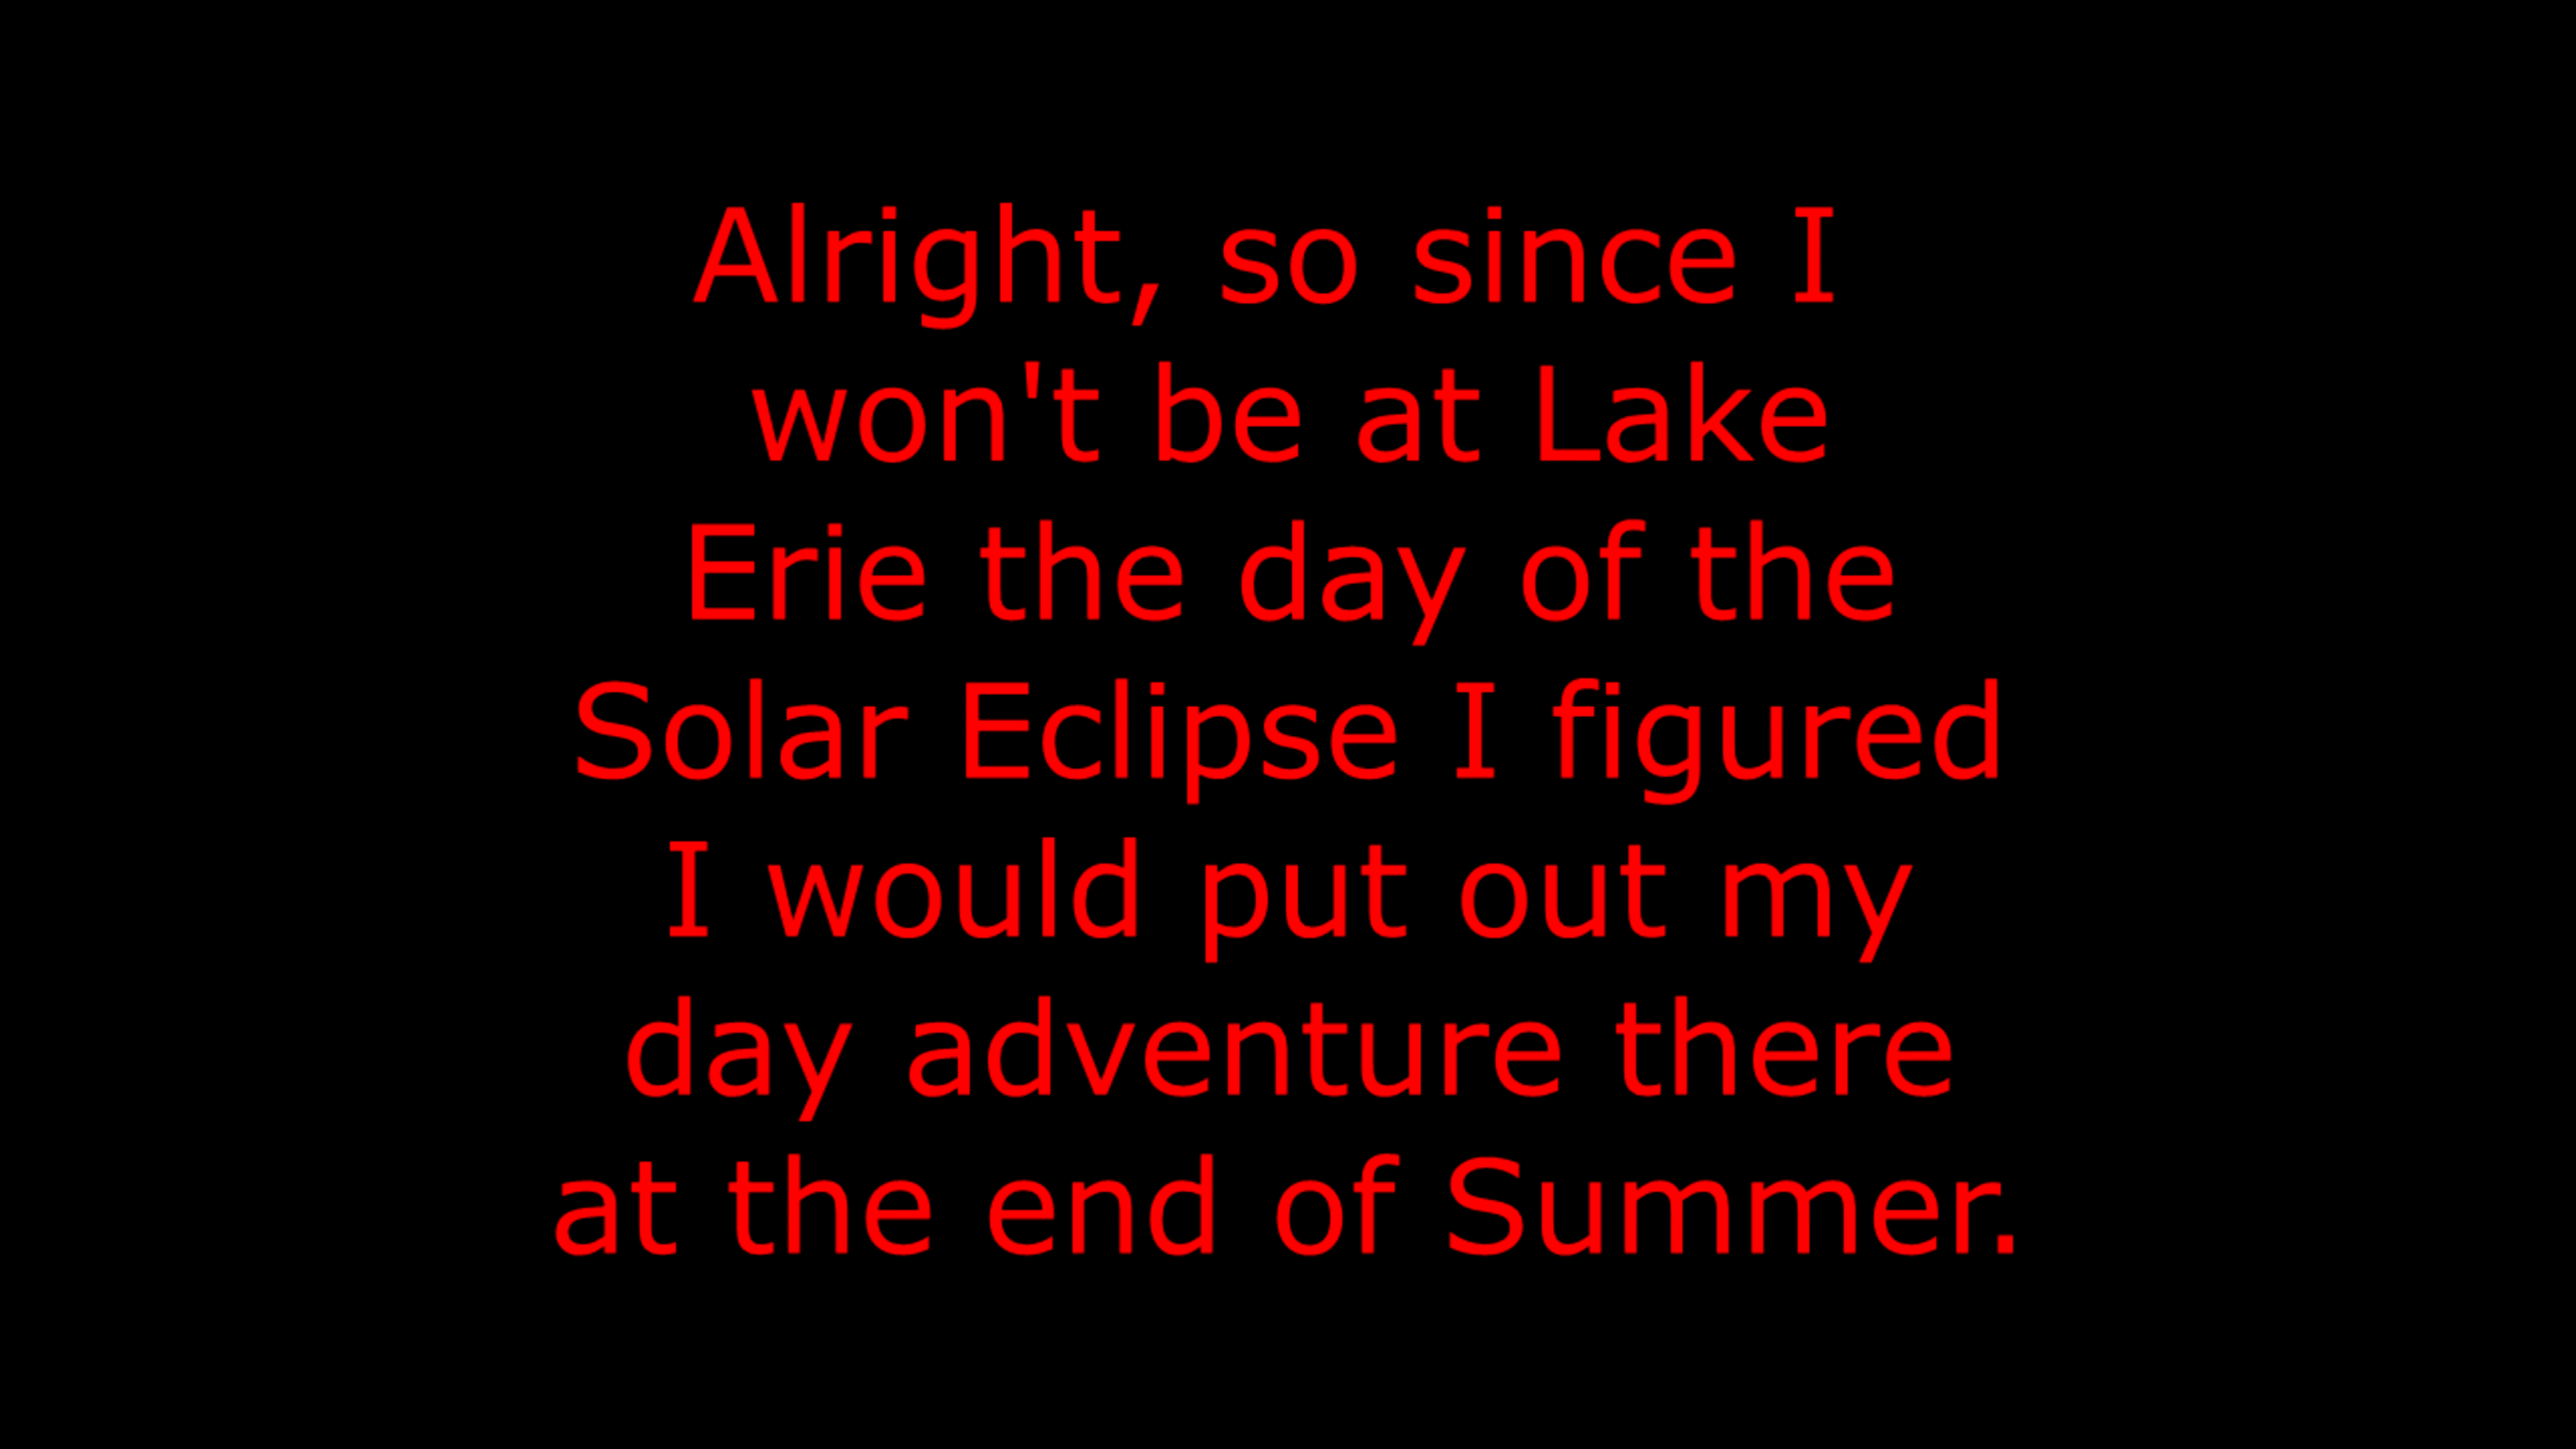 Alright, so since I
won't be at Lake
Erie the day of the
Solar Eclipse I figured
I would put out my
day adventure there
at the end of Summer.